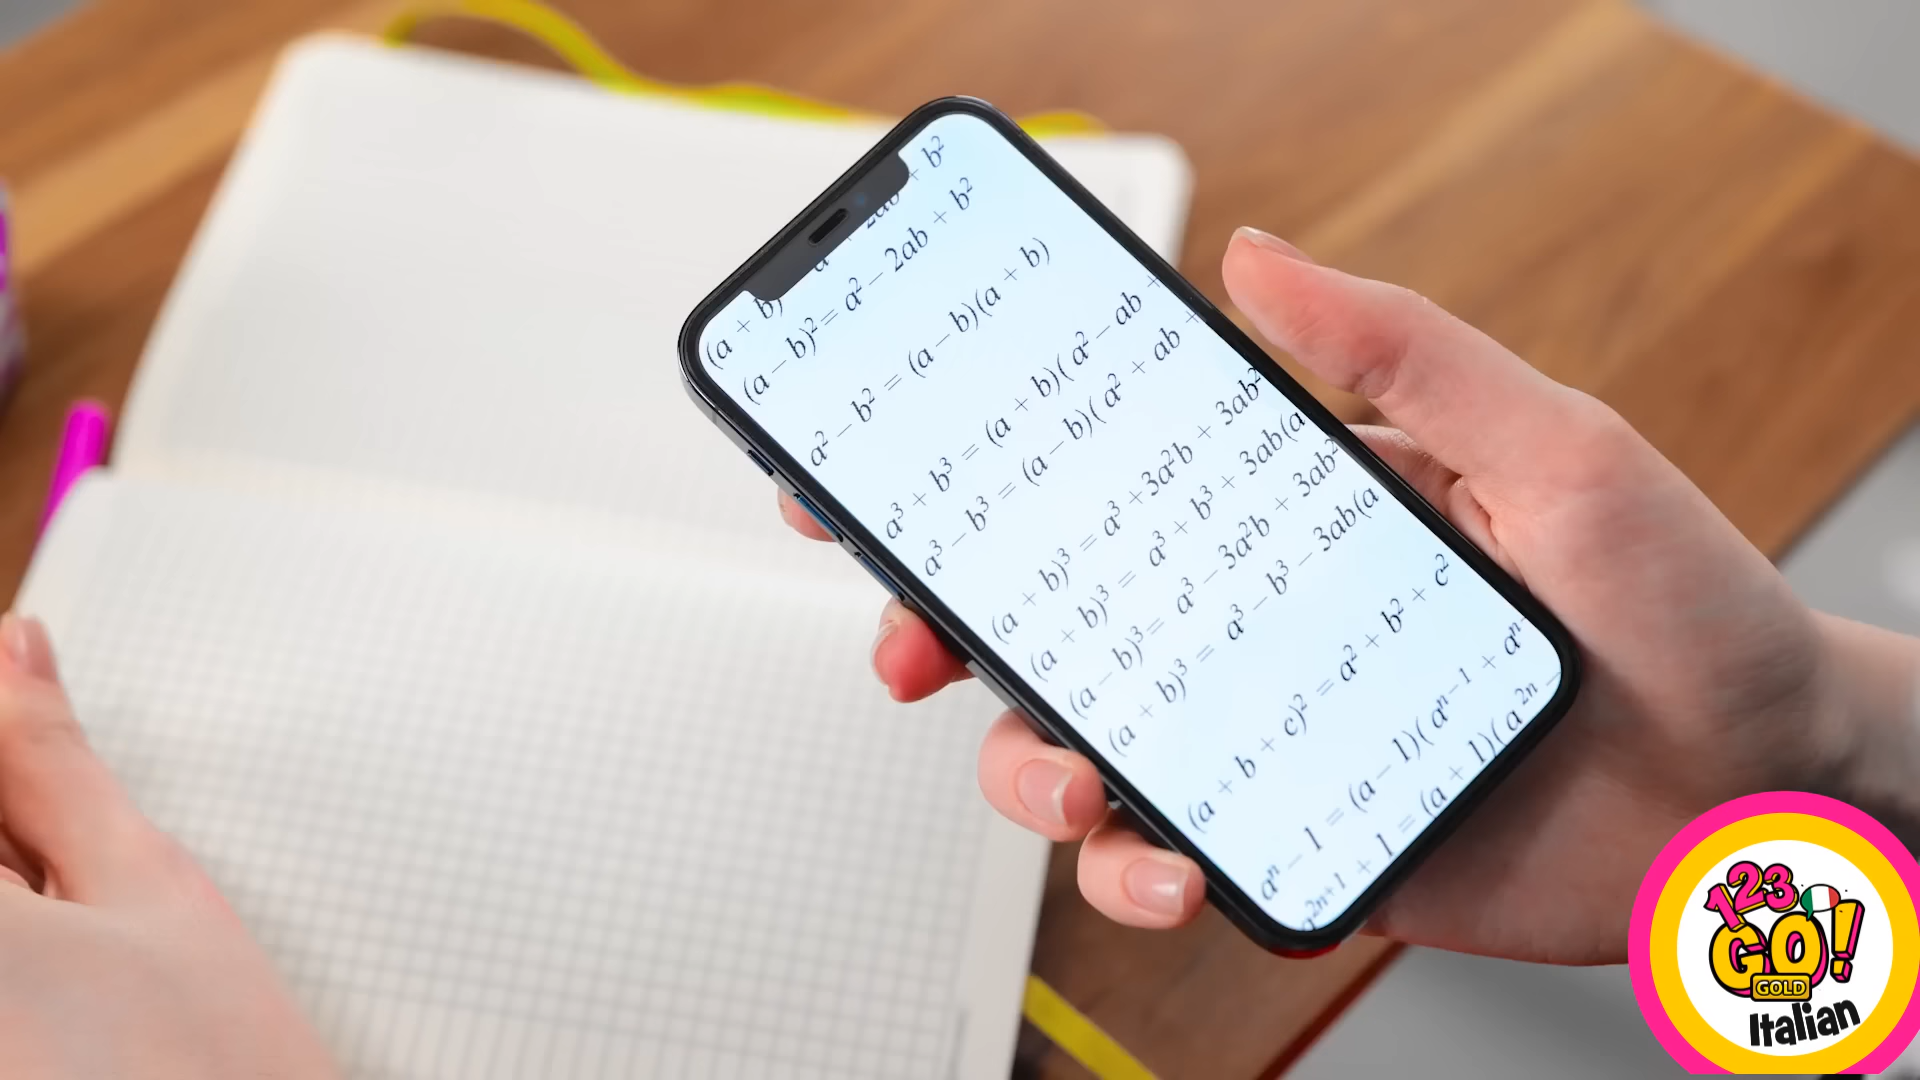 (a + b) a + 2ab + b²
(a − b)² = a² − 2ab + b²
a² − b² = (a − b)(a + b)
a³ + b³ = (a + b)( a² − ab +
a³ − b³ = (a − b)( a² + ab +
(a + b)³ = a³ + 3a²b + 3ab²
(a + b)³ = a³ + b³ + 3ab(a
(a − b)³ = a³ − 3a²b + 3ab²
(a + b)³ = a³ − b³ − 3ab(a
(a + b + c)² = a² + b² + c²
aⁿ − 1 = (a − 1)( aⁿ⁻¹ + aⁿ⁻
a²ⁿ⁺¹ + 1 = (a + 1)( a²ⁿ −
123
GO!
GOLD
Italian